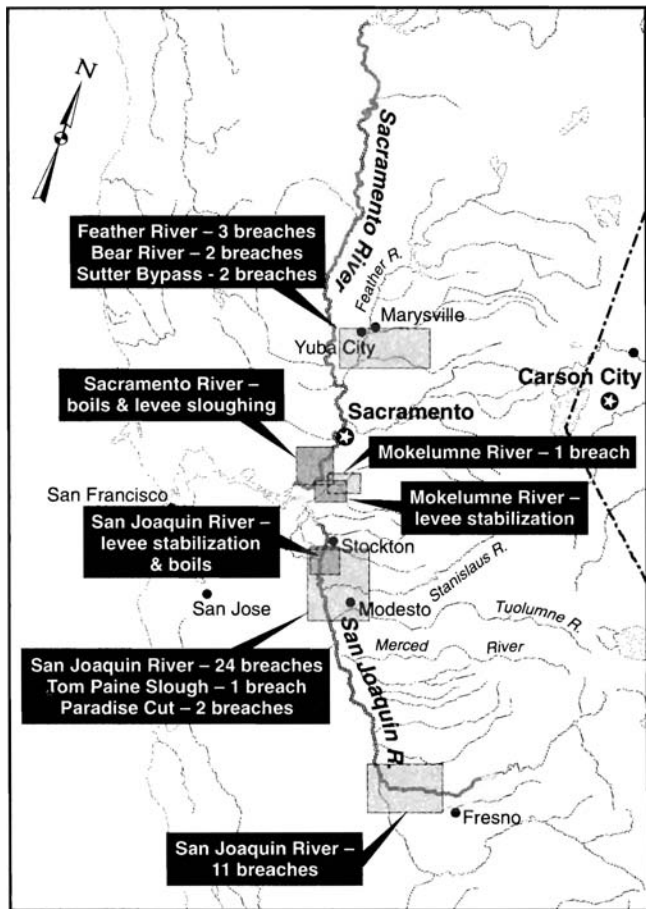 N
Sacramento River
Feather River – 3 breaches
Bear River – 2 breaches
Sutter Bypass - 2 breaches
Feather R.
Marysville
Yuba City
Carson City
Sacramento River –
boils & levee sloughing
Sacramento
Mokelumne River – 1 breach
San Francisco
Mokelumne River –
levee stabilization
San Joaquin River –
levee stabilization
& boils
Stockton
Stanislaus R.
San Jose
Modesto
Tuolumne R.
San Joaquin R.
Merced River
San Joaquin River – 24 breaches
Tom Paine Slough – 1 breach
Paradise Cut – 2 breaches
Fresno
San Joaquin River –
11 breaches